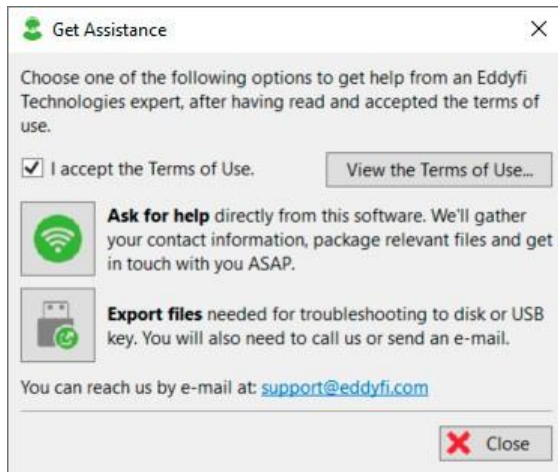 Get Assistance
Choose one of the following options to get help from an Eddyfi
Technologies expert, after having read and accepted the terms of
use.
I accept the Terms of Use.
View the Terms of Use...
Ask for help directly from this software. We'll gather
your contact information, package relevant files and get
in touch with you ASAP.
Export files needed for troubleshooting to disk or USB
key. You will also need to call us or send an e-mail.
You can reach us by e-mail at: support@eddyfi.com
Close